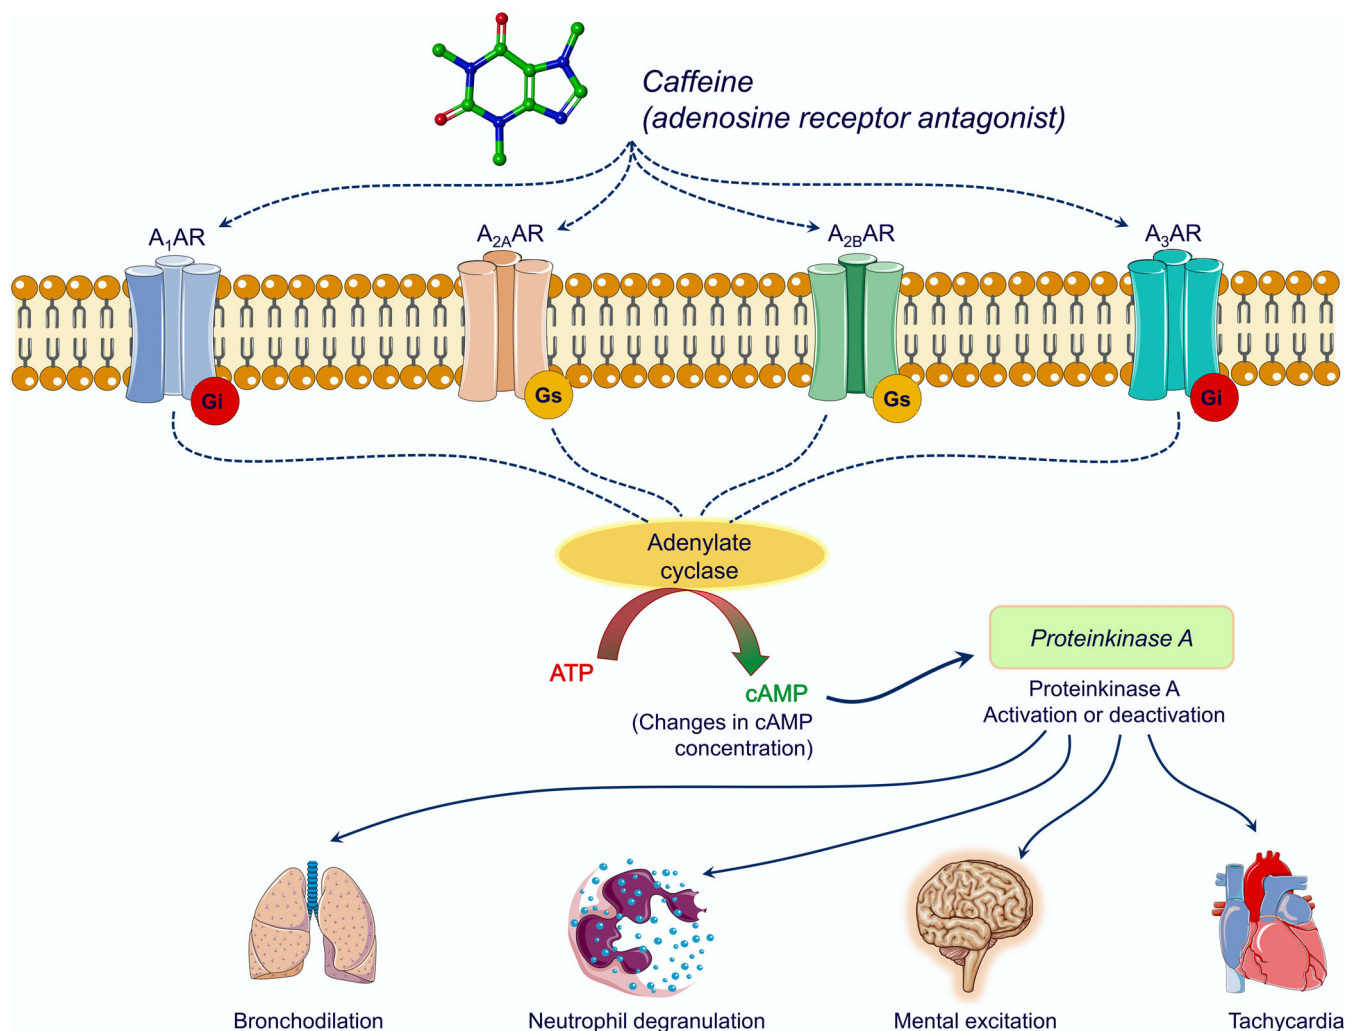 Caffeine
(adenosine receptor antagonist)
A₁AR
A₂ₐAR
A₂ʙAR
A₃AR
Gi
Gs
Gs
Gi
Adenylate
cyclase
ATP
cAMP
(Changes in cAMP
concentration)
Proteinkinase A
Proteinkinase A
Activation or deactivation
Bronchodilation
Neutrophil degranulation
Mental excitation
Tachycardia